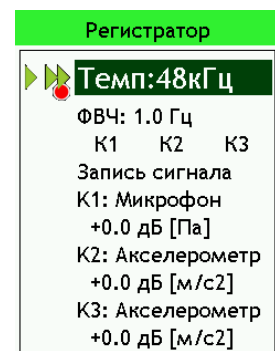 Регистратор
Темп:48кГц
ФВЧ: 1.0 Гц
К1 К2 К3
Запись сигнала
К1: Микрофон
+0.0 дБ [Па]
К2: Акселерометр
+0.0 дБ [м/с2]
К3: Акселерометр
+0.0 дБ [м/с2]